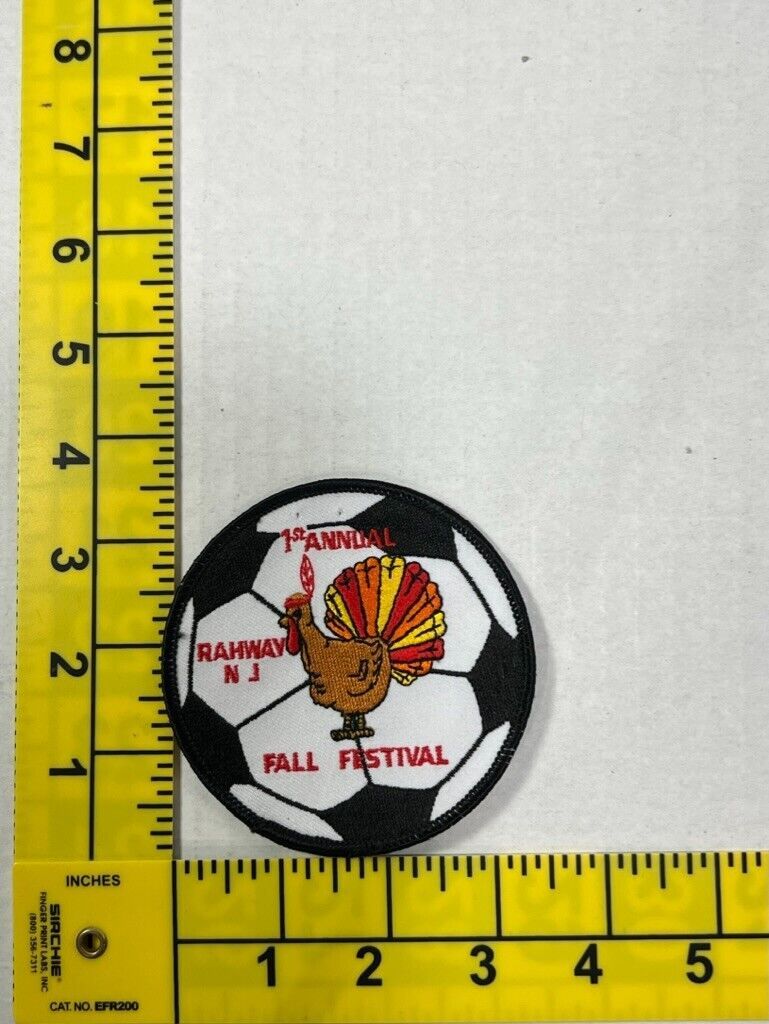 8
7
6
5
4
3
2
1
1st ANNUAL
RAHWAY
N J
FALL FESTIVAL
INCHES
SIRCHIE®
FINGER PRINT LABS, INC
(800) 356-7311
CAT. NO. EFR200
1 2 3 4 5